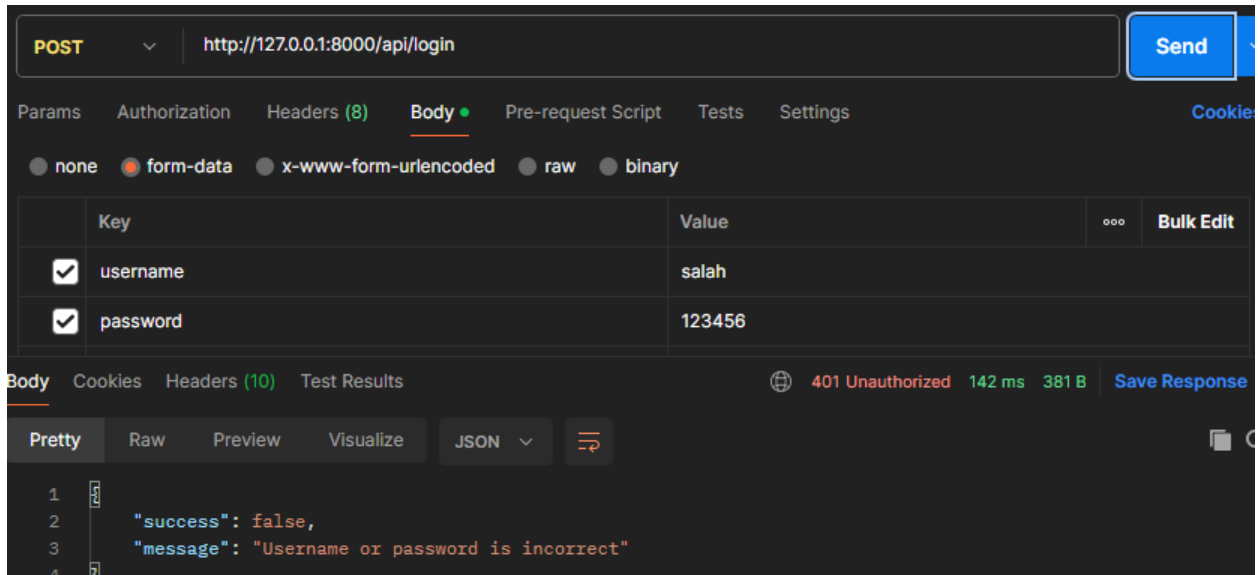 POST http://127.0.0.1:8000/api/login Send
Params Authorization Headers (8) Body Pre-request Script Tests Settings Cookies
none form-data x-www-form-urlencoded raw binary
Key Value ooo Bulk Edit
username salah
password 123456
Body Cookies Headers (10) Test Results 401 Unauthorized 142 ms 381 B Save Response
Pretty Raw Preview Visualize JSON
1 {
2 "success": false,
3 "message": "Username or password is incorrect"
4 }